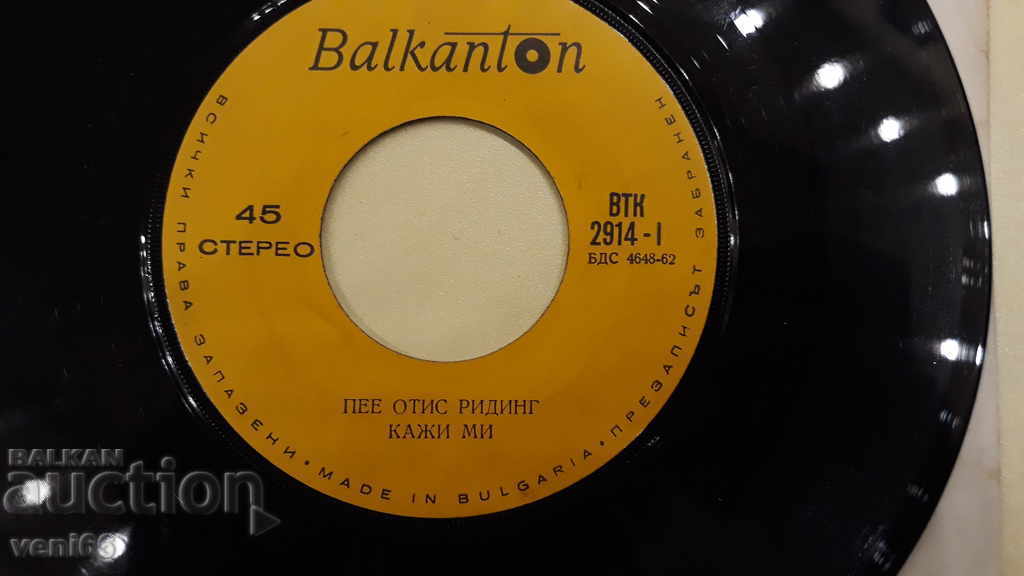 Balkanton
45
СТЕРЕО
ВТК
2914-I
БДС 4648-62
ПЕЕ ОТИС РИДИНГ
КАЖИ МИ
ВСИЧКИ ПРАВА ЗАПАЗЕНИ • MADE IN BULGARIA • ПРЕЗАПИСЪТ ЗАБРАНЕН
BALKAN
auction